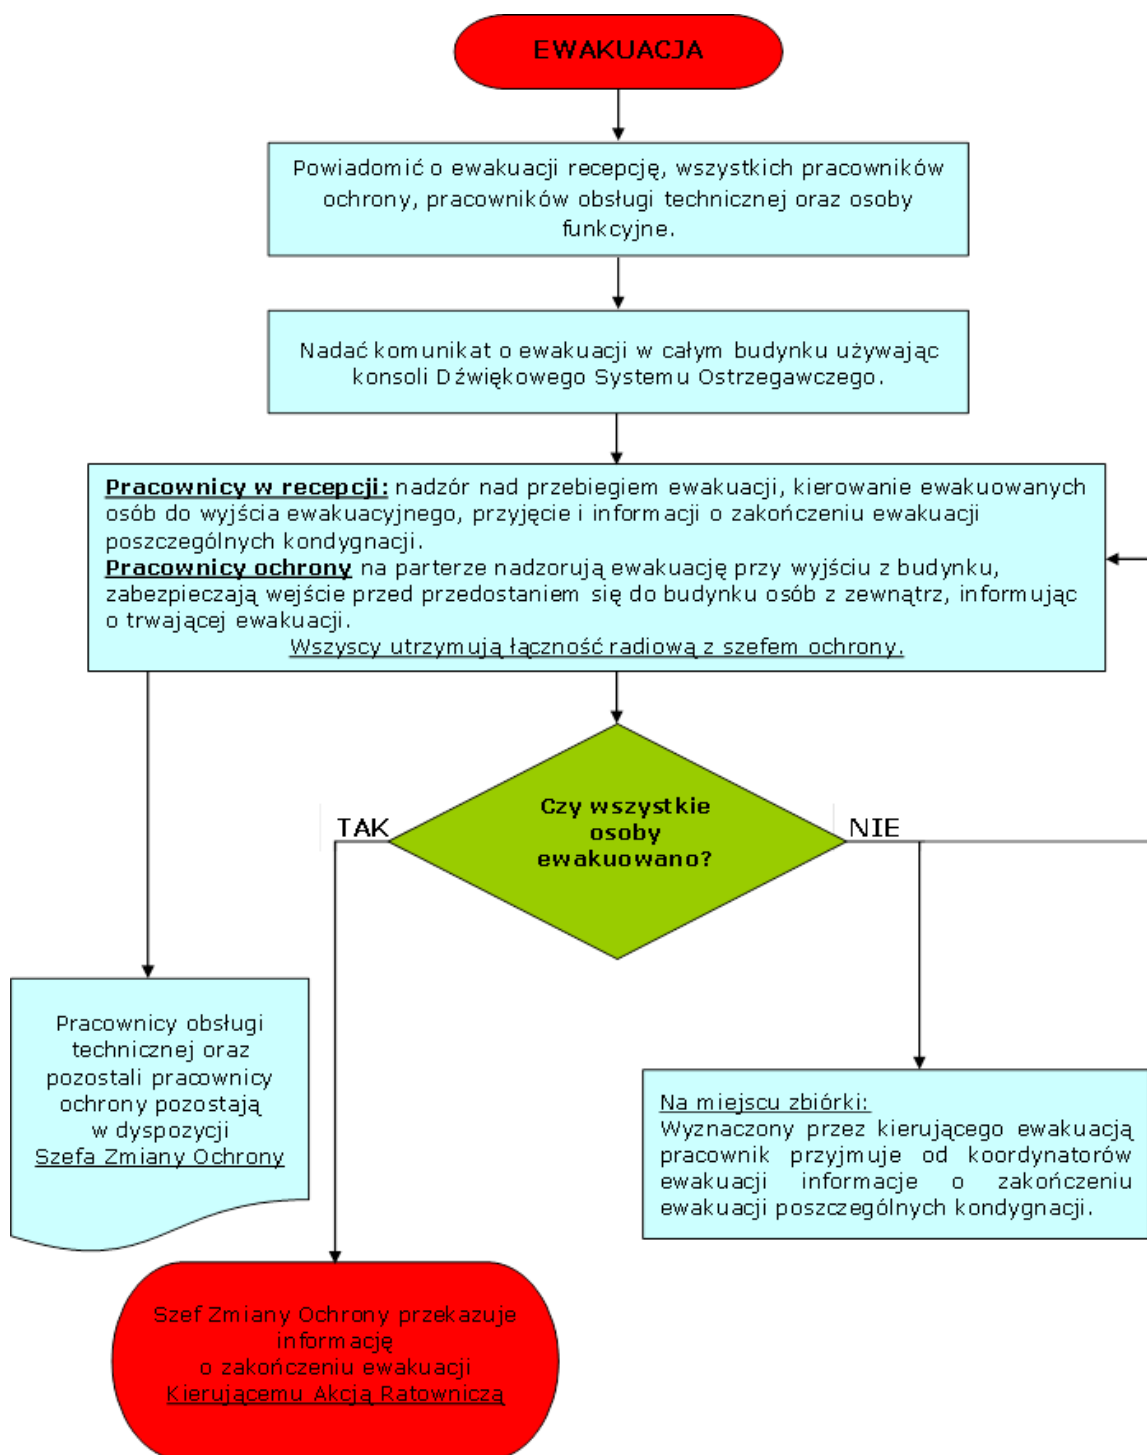 EWAKUACJA
Powiadomić o ewakuacji recepcję, wszystkich pracowników
ochrony, pracowników obsługi technicznej oraz osoby
funkcyjne.
Nadać komunikat o ewakuacji w całym budynku używając
konsoli Dźwiękowego Systemu Ostrzegawczego.
Pracownicy w recepcji: nadzór nad przebiegiem ewakuacji, kierowanie ewakuowanych
osób do wyjścia ewakuacyjnego, przyjęcie i informacji o zakończeniu ewakuacji
poszczególnych kondygnacji.
Pracownicy ochrony na parterze nadzorują ewakuację przy wyjściu z budynku,
zabezpieczają wejście przed przedostaniem się do budynku osób z zewnątrz, informując
o trwającej ewakuacji.
Wszyscy utrzymują łączność radiową z szefem ochrony.
Czy wszystkie
osoby
ewakuowano?
TAK
NIE
Pracownicy obsługi
technicznej oraz
pozostali pracownicy
ochrony pozostają
w dyspozycji
Szefa Zmiany Ochrony
Na miejscu zbiórki:
Wyznaczony przez kierującego ewakuacją
pracownik przyjmuje od koordynatorów
ewakuacji informacje o zakończeniu
ewakuacji poszczególnych kondygnacji.
Szef Zmiany Ochrony przekazuje
informację
o zakończeniu ewakuacji
Kierującemu Akcją Ratowniczą